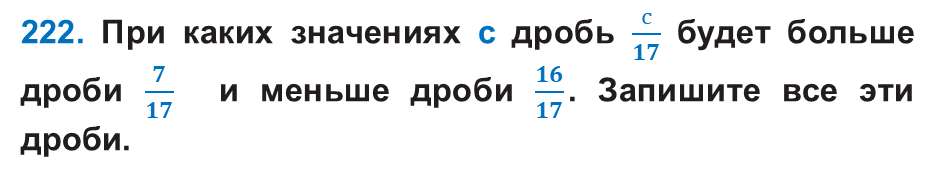 222. При каких значениях с дробь с/17 будет больше
дроби 7/17 и меньше дроби 16/17. Запишите все эти
дроби.